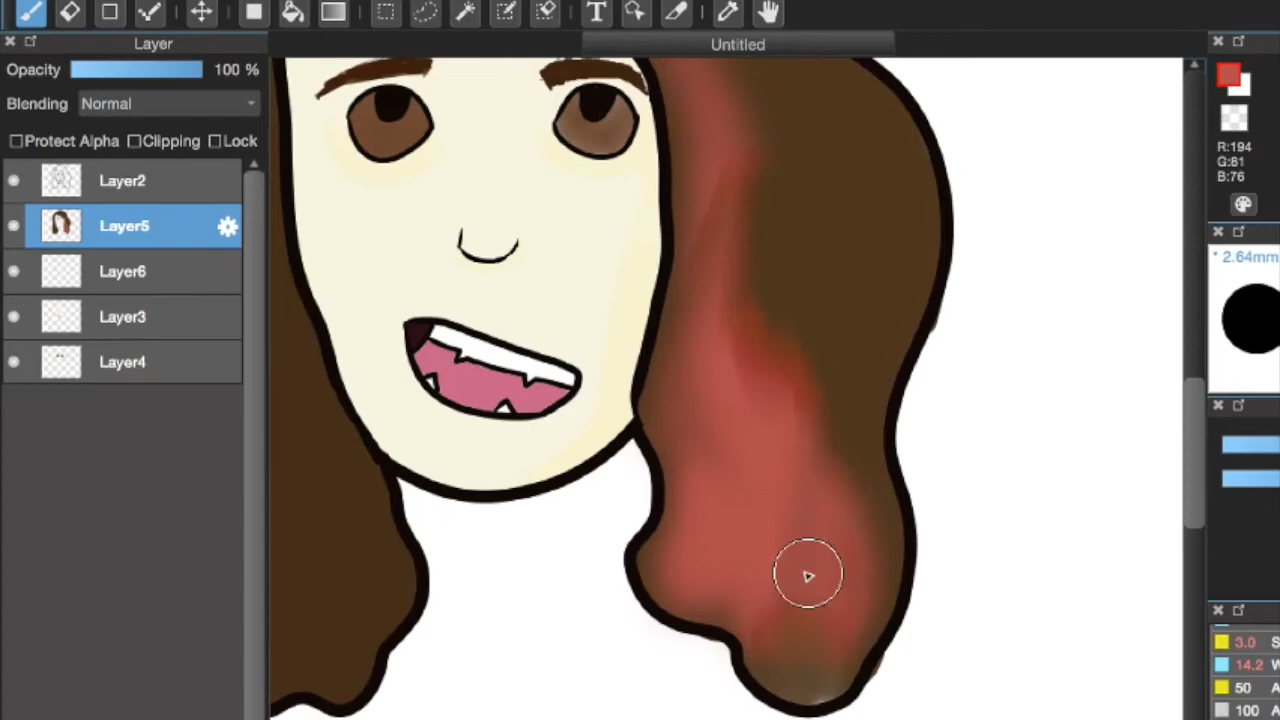 T
Layer
Untitled
Opacity 100 %
Blending Normal
Protect Alpha Clipping Lock
Layer2
Layer5
Layer6
Layer3
Layer4
R:194
G:81
B:76
* 2.64mm
3.0 S
14.2 W
50 A
100 A